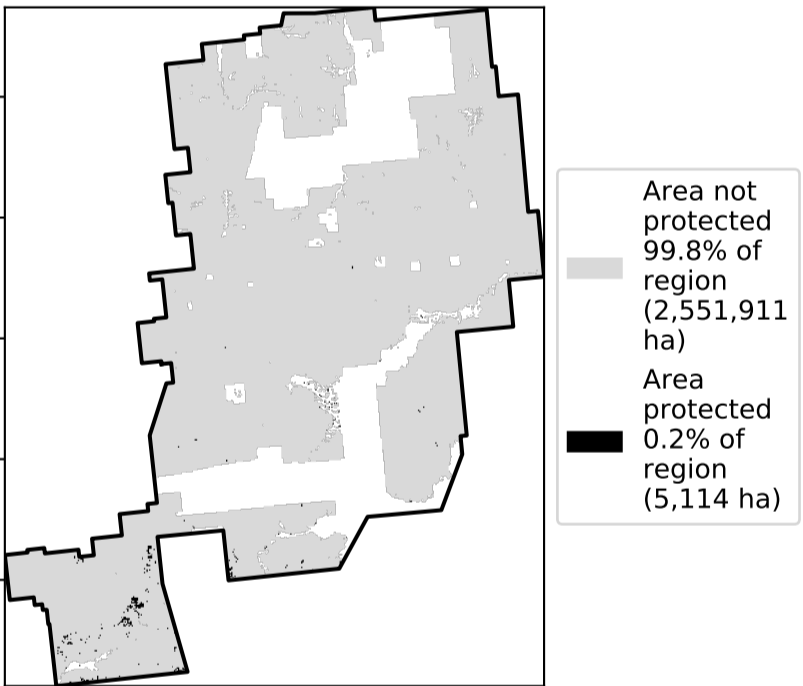 Area not
protected
99.8% of
region
(2,551,911
ha)
Area
protected
0.2% of
region
(5,114 ha)